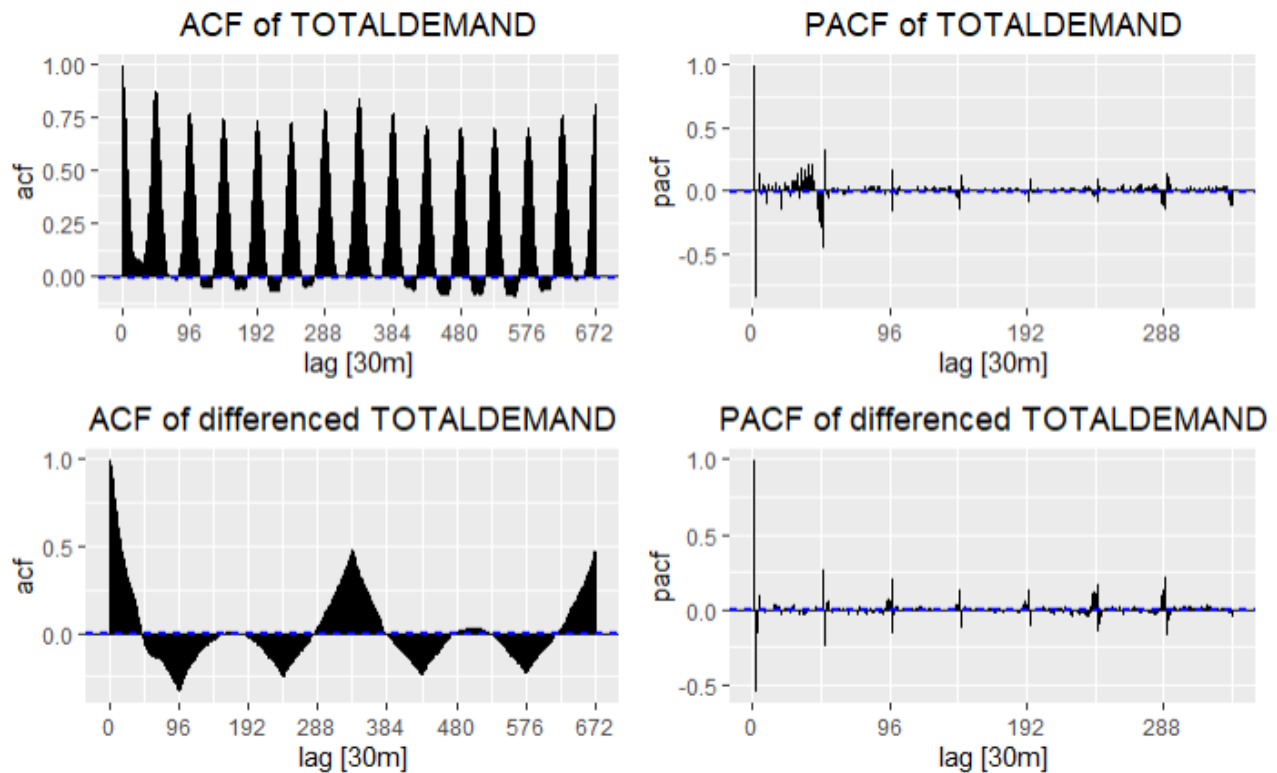 ACF of TOTALDEMAND
1.00
0.75
0.50
0.25
0.00
acf
0 96 192 288 384 480 576 672
lag [30m]
PACF of TOTALDEMAND
1.0
0.5
0.0
-0.5
pacf
0 96 192 288
lag [30m]
ACF of differenced TOTALDEMAND
1.0
0.5
0.0
acf
0 96 192 288 384 480 576 672
lag [30m]
PACF of differenced TOTALDEMAND
1.0
0.5
0.0
-0.5
pacf
0 96 192 288
lag [30m]